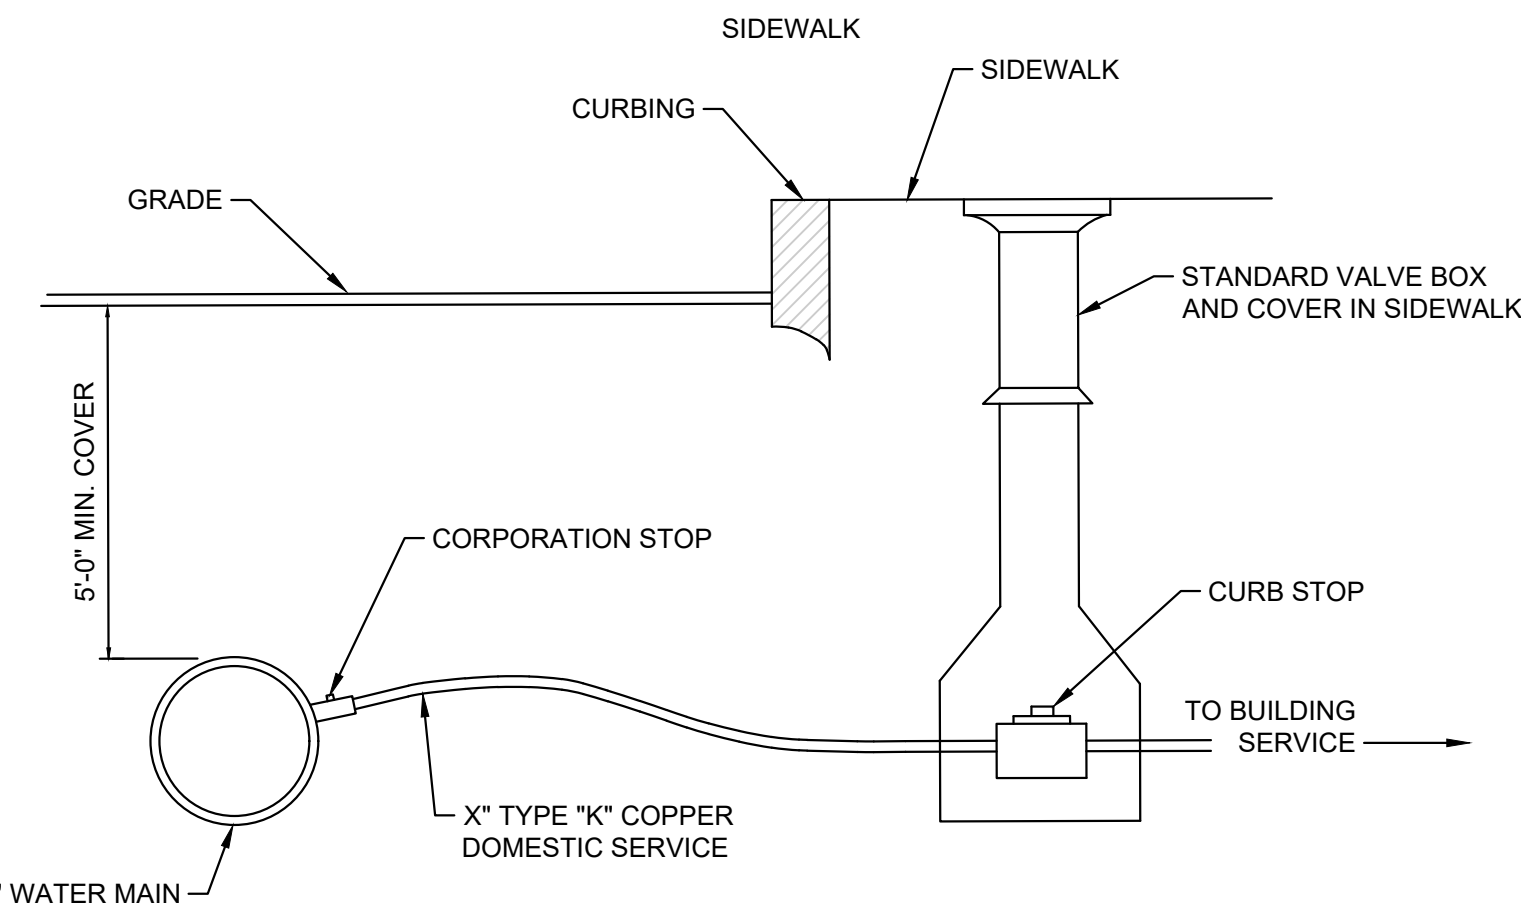 SIDEWALK
SIDEWALK
CURBING
GRADE
STANDARD VALVE BOX
AND COVER IN SIDEWALK
5'-0" MIN. COVER
CORPORATION STOP
CURB STOP
TO BUILDING
SERVICE
X" TYPE "K" COPPER
DOMESTIC SERVICE
" WATER MAIN